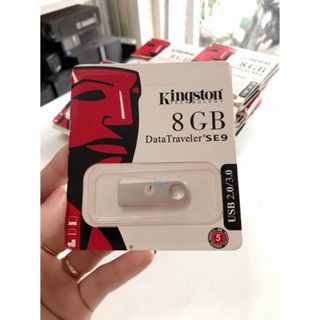 Kingston
TECHNOLOGY
8 GB
DataTraveler® SE9
USB 2.0/3.0
5